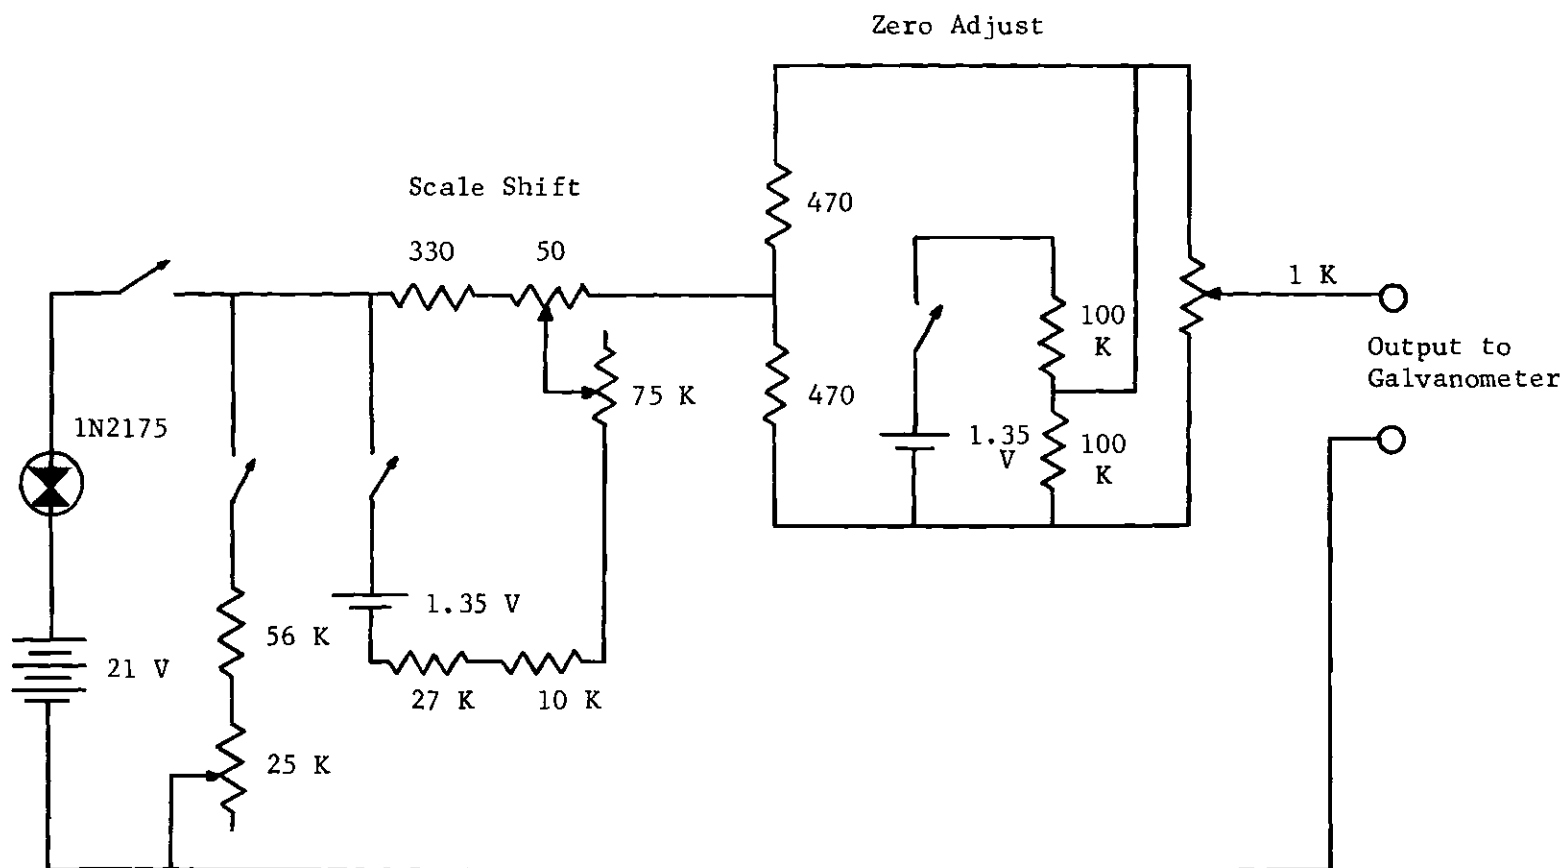 Zero Adjust
Scale Shift
330
50
470
1 K
100
K
Output to
Galvanometer
75 K
470
1N2175
1.35
V
100
K
1.35 V
56 K
21 V
27 K
10 K
25 K